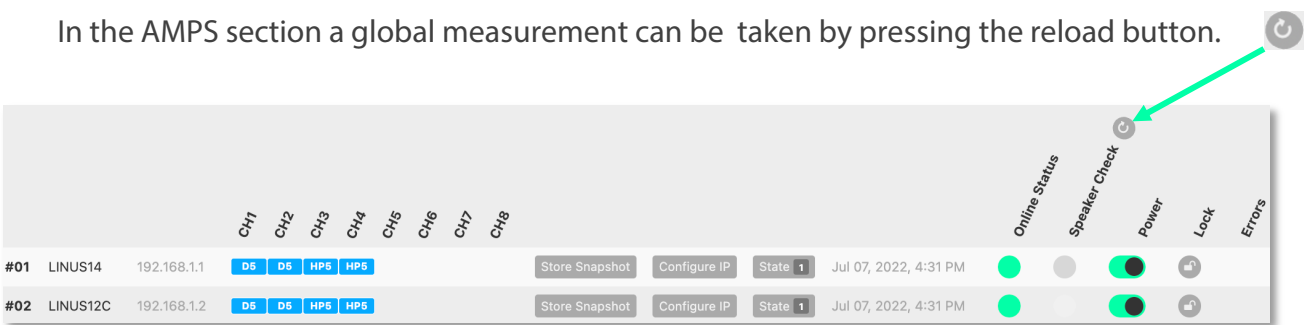 In the AMPS section a global measurement can be taken by pressing the reload button.
CH1 CH2 CH3 CH4 CH5 CH6 CH7 CH8 Online Status Speaker Check Power Lock Errors
#01 LINUS14 192.168.1.1 D5 D5 HP5 HP5 Store Snapshot Configure IP State 1 Jul 07, 2022, 4:31 PM
#02 LINUS12C 192.168.1.2 D5 D5 HP5 HP5 Store Snapshot Configure IP State 1 Jul 07, 2022, 4:31 PM